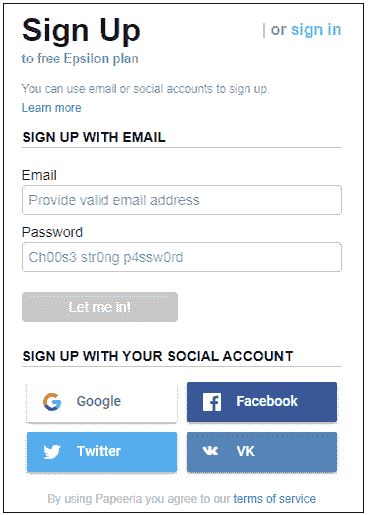 Sign Up
| or sign in
to free Epsilon plan
You can use email or social accounts to sign up.
Learn more
SIGN UP WITH EMAIL
Email
Provide valid email address
Password
Ch00s3 str0ng p4ssw0rd
Let me in!
SIGN UP WITH YOUR SOCIAL ACCOUNT
Google
Facebook
Twitter
VK
By using Papeeria you agree to our terms of service